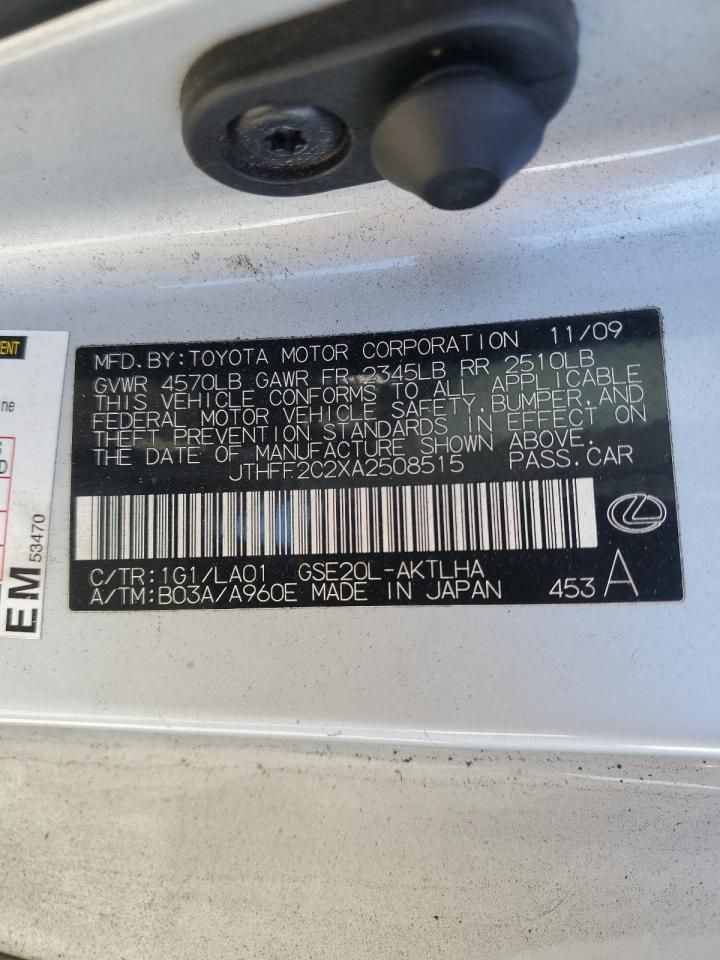 MFD. BY: TOYOTA MOTOR CORPORATION 11/09
GVWR 4570LB GAWR FR 2345LB RR 2510LB
THIS VEHICLE CONFORMS TO ALL APPLICABLE
FEDERAL MOTOR VEHICLE SAFETY, BUMPER, AND
THEFT PREVENTION STANDARDS IN EFFECT ON
THE DATE OF MANUFACTURE SHOWN ABOVE.
JTHFF2C2XA2508515 PASS. CAR
C/TR: 1G1/LA01 GSE20L-AKTLHA
A/TM: B03A/A960E MADE IN JAPAN 453 A
EM 53470